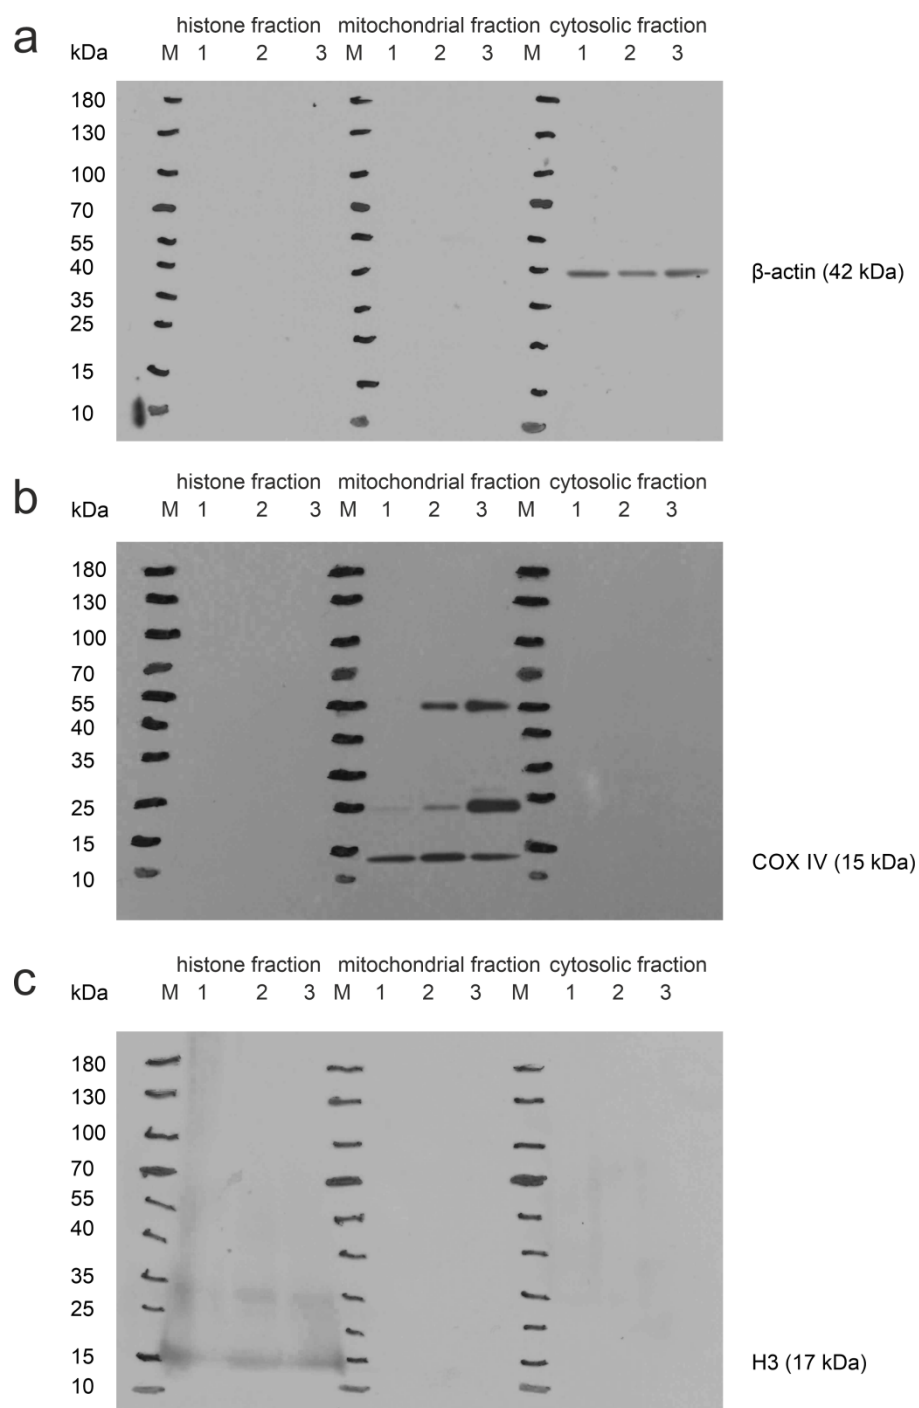 a
histone fraction mitochondrial fraction cytosolic fraction
kDa M 1 2 3 M 1 2 3 M 1 2 3
180
130
100
70
55
40
β-actin (42 kDa)
35
25
15
10
b
histone fraction mitochondrial fraction cytosolic fraction
kDa M 1 2 3 M 1 2 3 M 1 2 3
180
130
100
70
55
40
35
25
15
COX IV (15 kDa)
10
c
histone fraction mitochondrial fraction cytosolic fraction
kDa M 1 2 3 M 1 2 3 M 1 2 3
180
130
100
70
55
40
35
25
15
H3 (17 kDa)
10